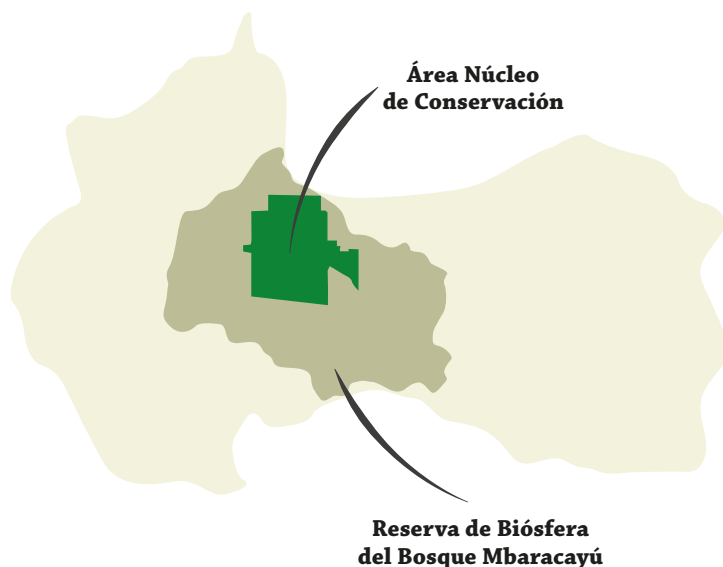 Área Núcleo
de Conservación
Reserva de Biósfera
del Bosque Mbaracayú